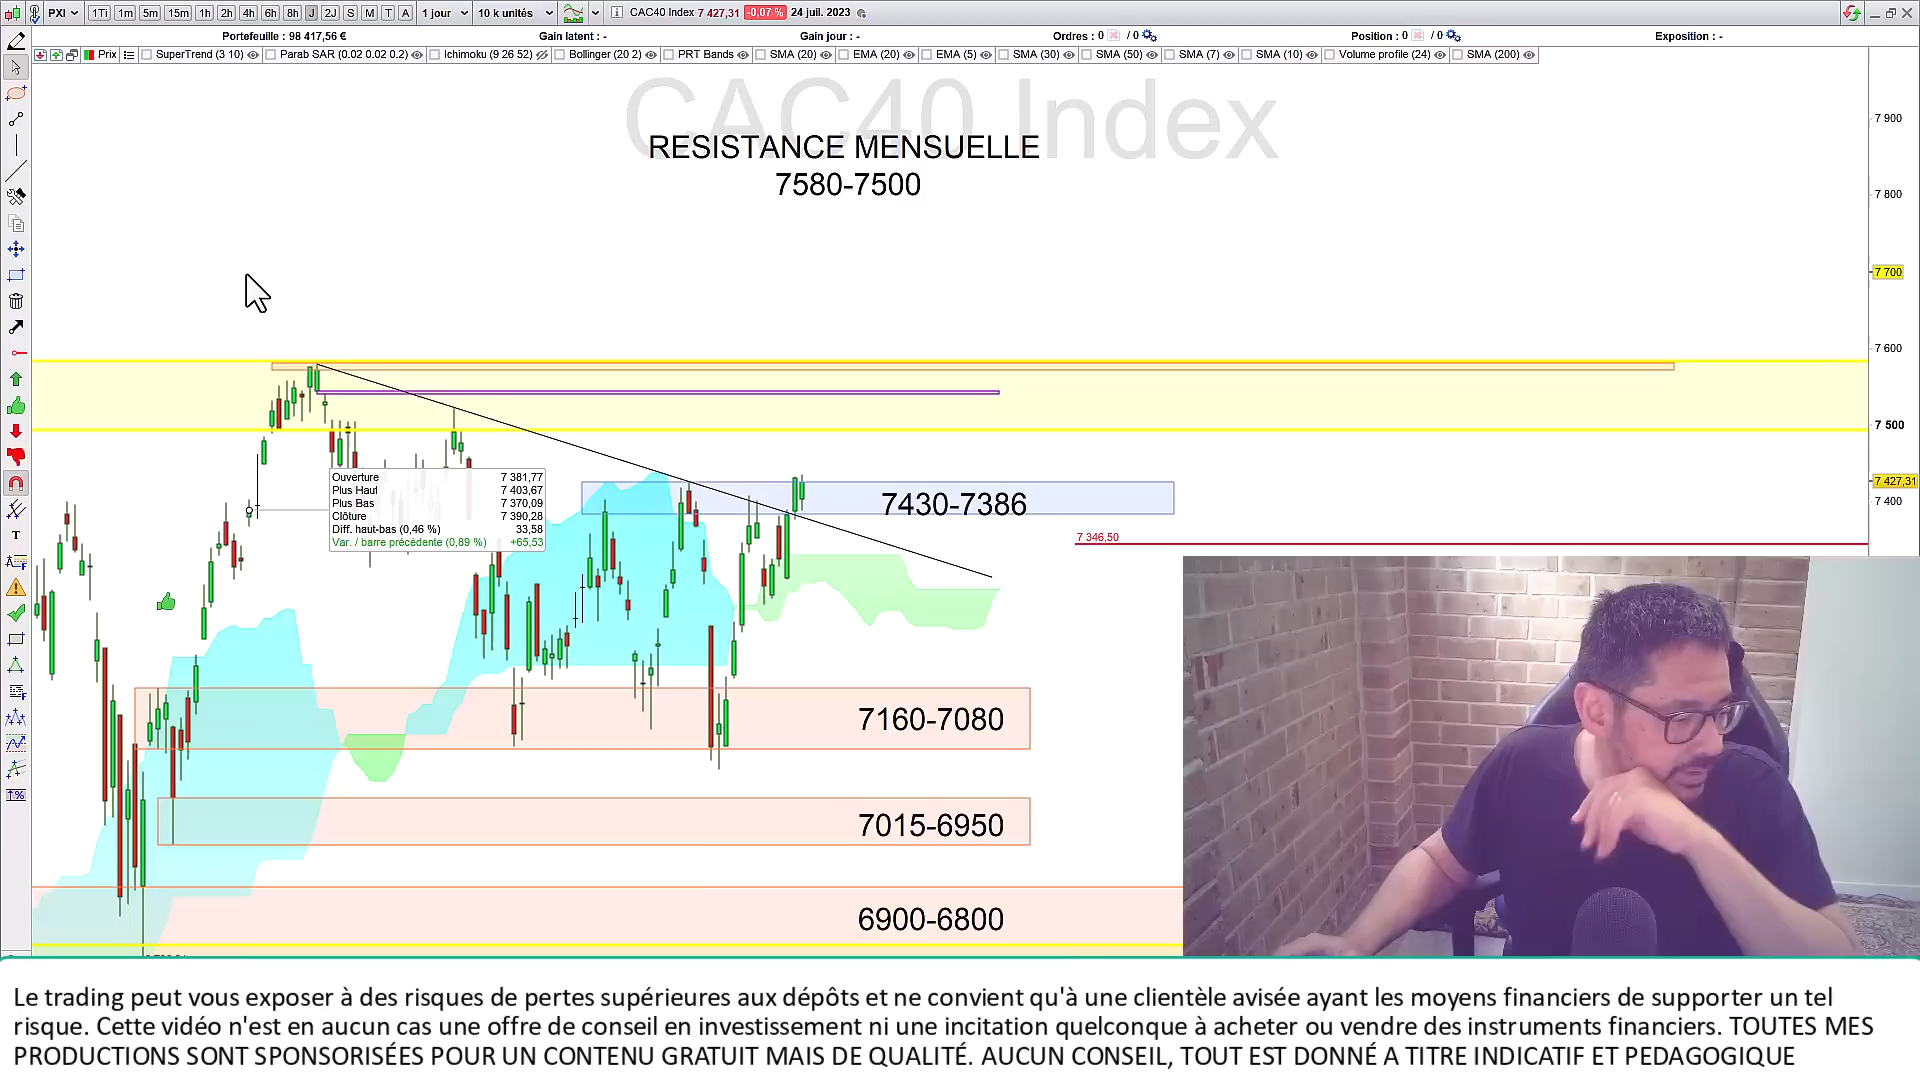 PXI 1Ti 1m 5m 15m 1h 2h 4h 6h 8h J 2J S M T A 1 jour 10 k unités CAC40 Index 7 427,31 -0,07 % 24 juil. 2023
Portefeuille : 98 417,56 € Gain latent : - Gain jour : - Ordres : 0 / 0 Position : 0 / 0 Exposition : -
Prix SuperTrend (3 10) Parab SAR (0.02 0.02 0.2) Ichimoku (9 26 52) Bollinger (20 2) PRT Bands SMA (20) EMA (20) EMA (5) SMA (30) SMA (50) SMA (7) SMA (10) Volume profile (24) SMA (200)
CAC40 Index
RESISTANCE MENSUELLE
7580-7500
7 900
7 800
7 700
7 600
7 500
7 427,31
7 400
Ouverture 7 381,77
Plus Haut 7 403,67
Plus Bas 7 370,09
Clôture 7 390,28
Diff. haut-bas (0,46 %) 33,58
Var. / barre précédente (0,89 %) +65,53
7430-7386
7 346,50
7160-7080
7015-6950
6900-6800
Le trading peut vous exposer à des risques de pertes supérieures aux dépôts et ne convient qu'à une clientèle avisée ayant les moyens financiers de supporter un tel
risque. Cette vidéo n'est en aucun cas une offre de conseil en investissement ni une incitation quelconque à acheter ou vendre des instruments financiers. TOUTES MES
PRODUCTIONS SONT SPONSORISÉES POUR UN CONTENU GRATUIT MAIS DE QUALITÉ. AUCUN CONSEIL, TOUT EST DONNÉ A TITRE INDICATIF ET PEDAGOGIQUE